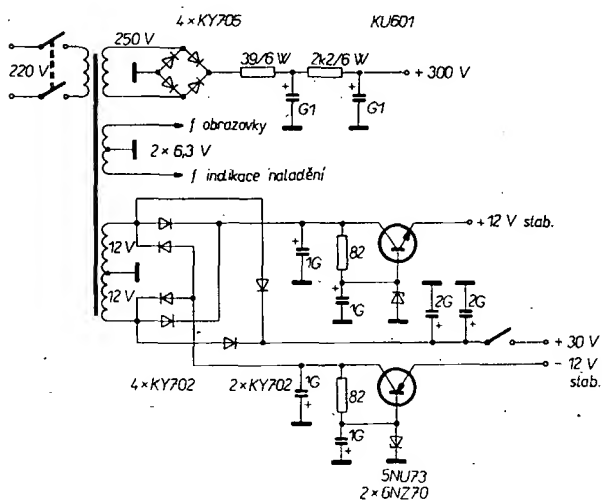 4×KY705
KU601
250 V
220 V
39/6 W
2k2/6 W
+ 300 V
+
G1
+
G1
f obrazovky
2 × 6,3 V
f indikace naladění
12 V
12 V
+
1G
82
+
1G
+ 12 V stab.
2G
+
2G
+
+ 30 V
- 12 V
stab.
4×KY702
2×KY702
1G
+
82
1G
+
5NU73
2×6NZ70